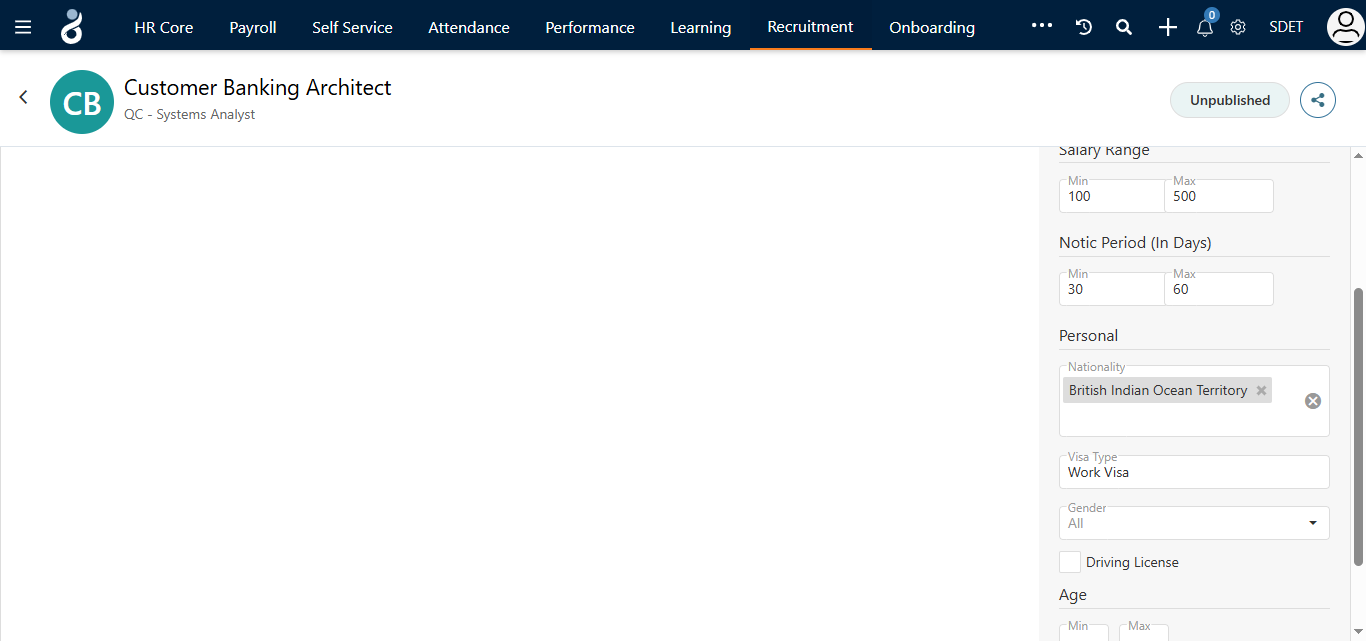 HR Core Payroll Self Service Attendance Performance Learning Recruitment Onboarding 0 SDET
CB
Customer Banking Architect
QC - Systems Analyst
Unpublished
Salary Range
Min Max
100 500
Notic Period (In Days)
Min Max
30 60
Personal
Nationality
British Indian Ocean Territory
Visa Type
Work Visa
Gender
All
Driving License
Age
Min Max